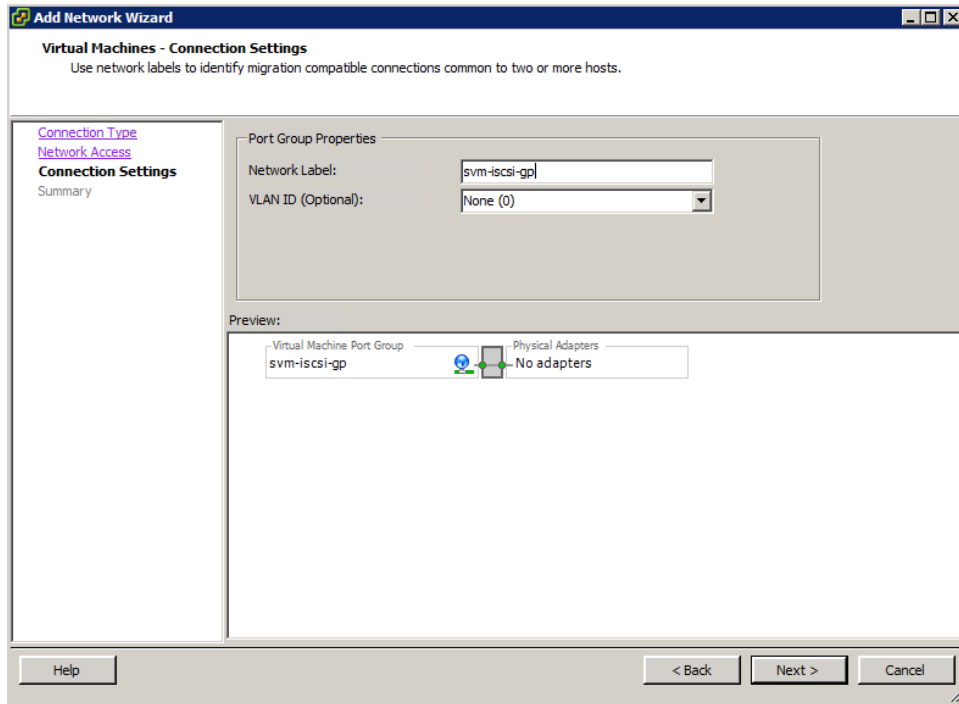 Add Network Wizard
Virtual Machines - Connection Settings
Use network labels to identify migration compatible connections common to two or more hosts.
Connection Type
Network Access
Connection Settings
Summary
Port Group Properties
Network Label:
svm-iscsi-gp
VLAN ID (Optional):
None (0)
Preview:
Virtual Machine Port Group
svm-iscsi-gp
Physical Adapters
No adapters
Help
< Back
Next >
Cancel